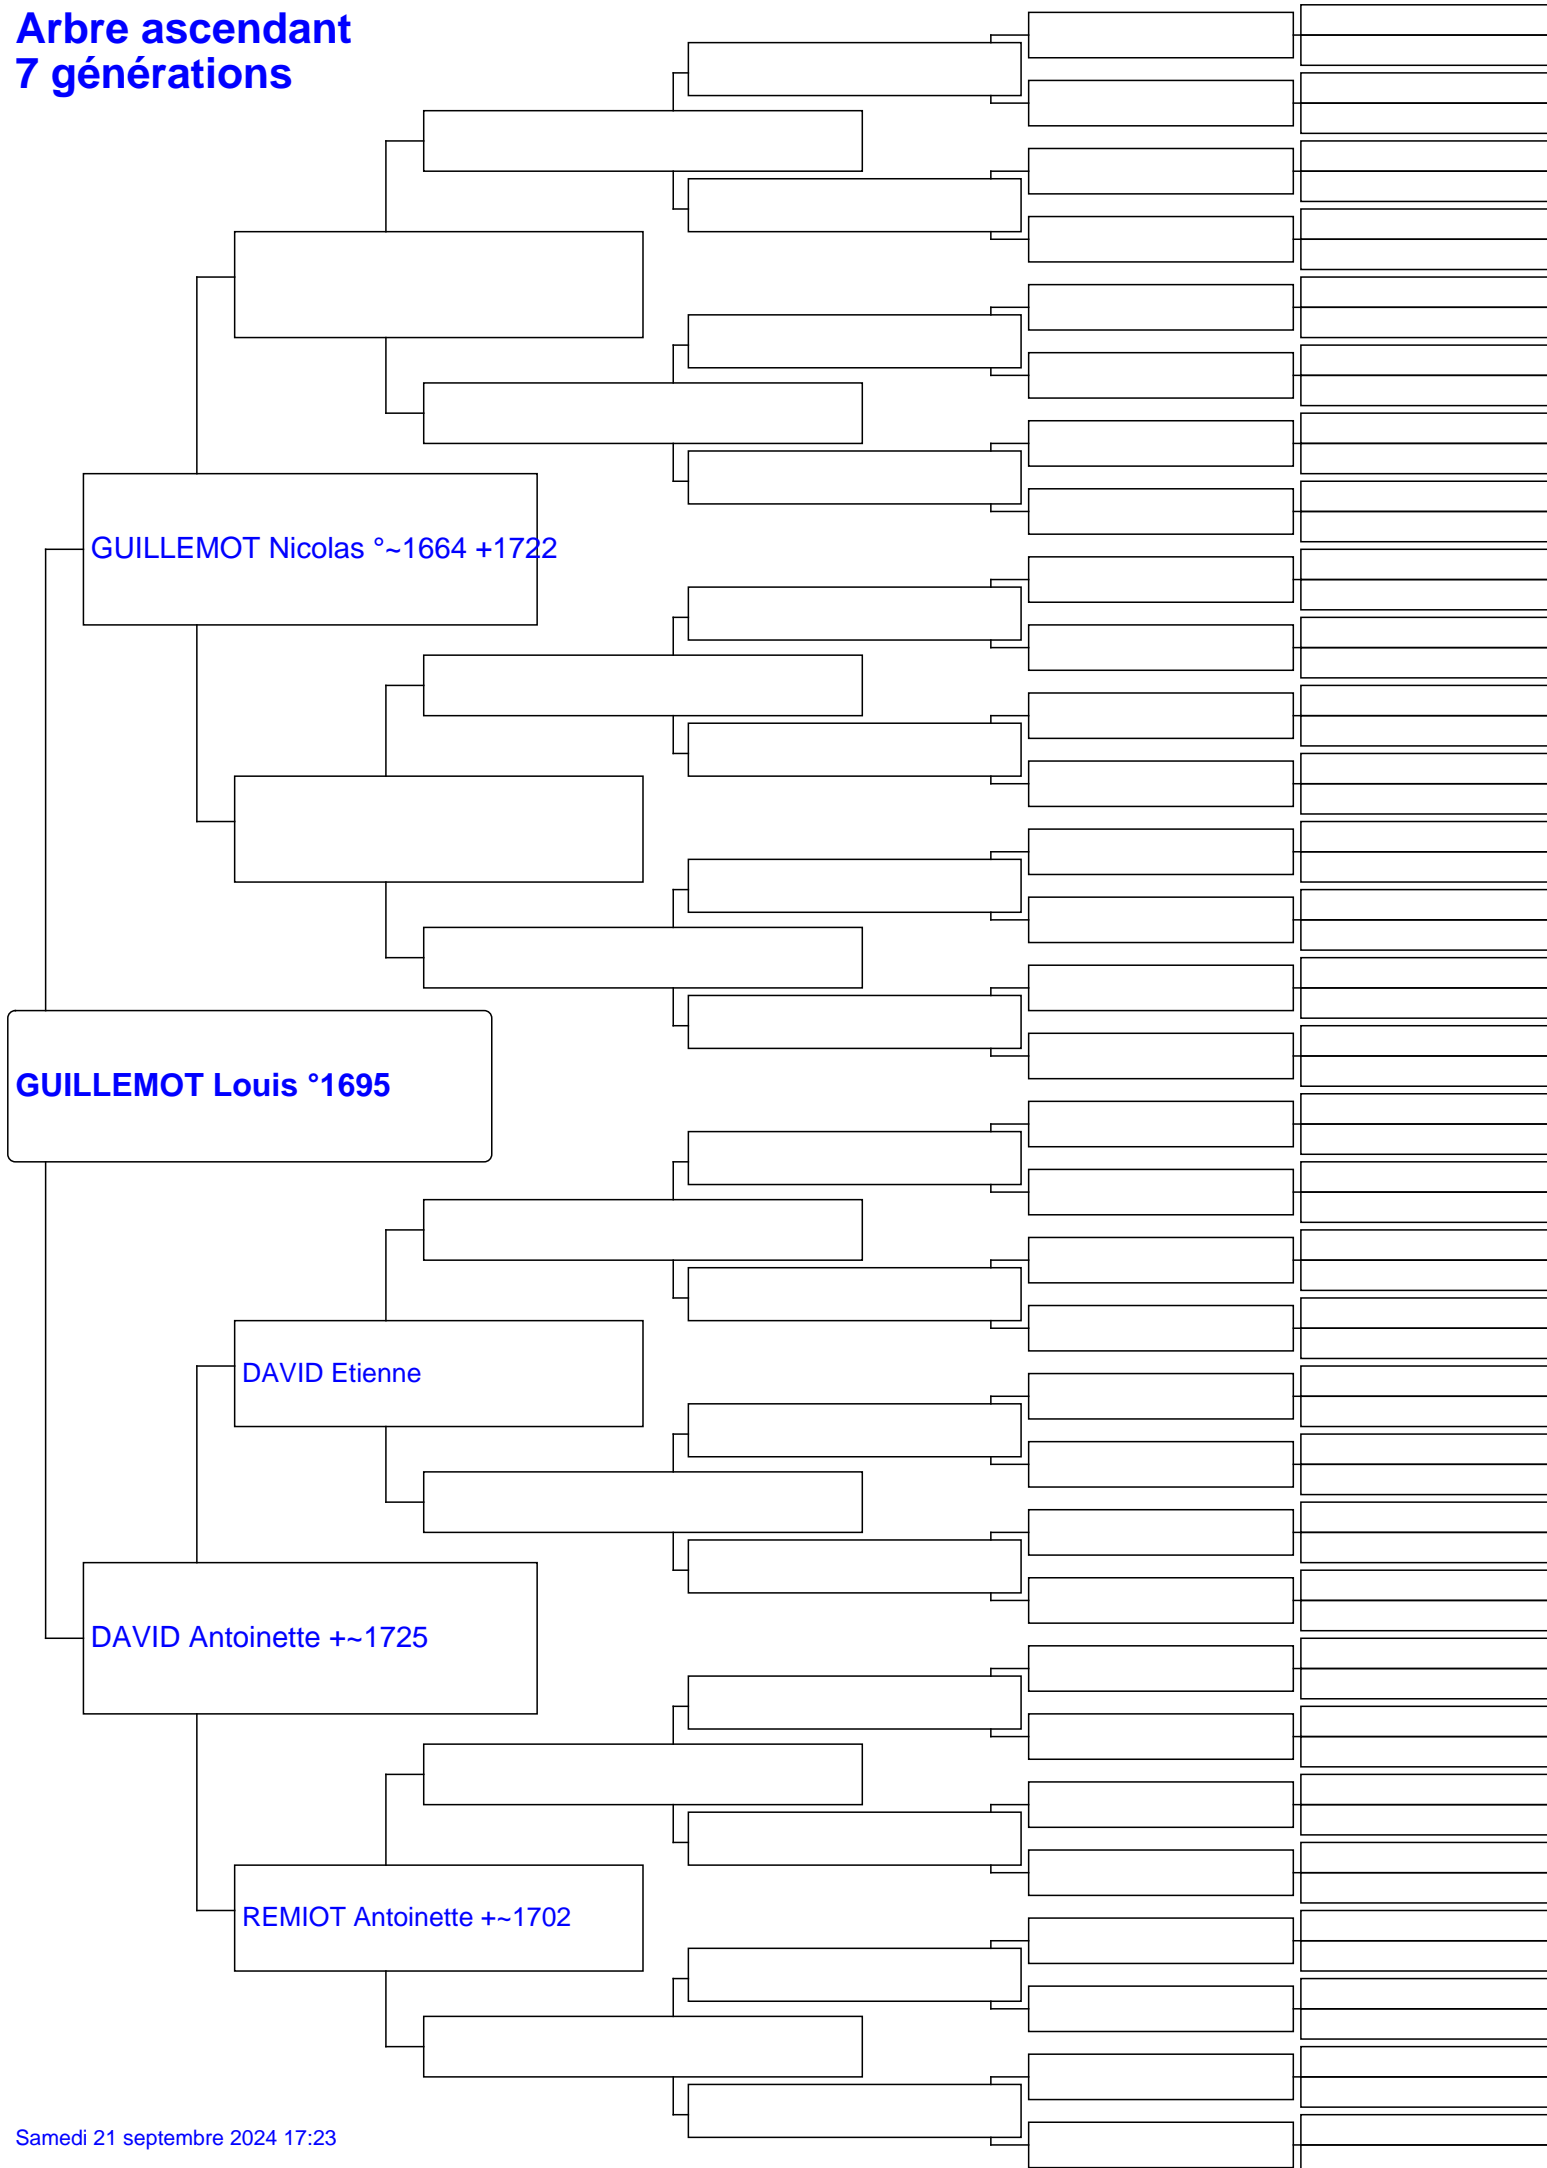 Arbre ascendant
7 générations
GUILLEMOT Nicolas °~1664 +1722
GUILLEMOT Louis °1695
DAVID Etienne
DAVID Antoinette +~1725
REMIOT Antoinette +~1702
Samedi 21 septembre 2024 17:23